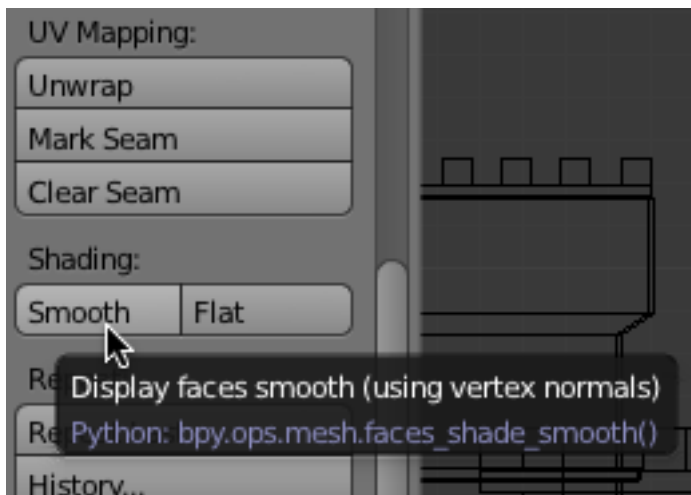 UV Mapping:
Unwrap
Mark Seam
Clear Seam
Shading:
Smooth Flat
Display faces smooth (using vertex normals)
Python: bpy.ops.mesh.faces_shade_smooth()
History...